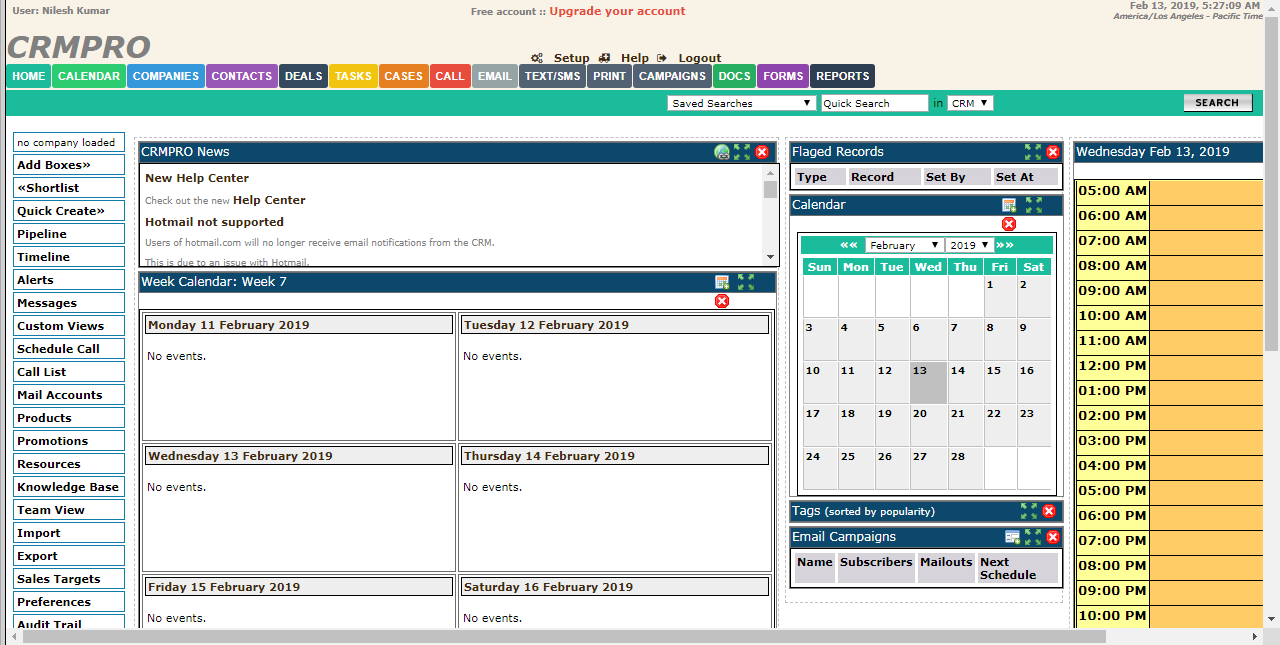 User: Nilesh Kumar
Free account :: Upgrade your account
Feb 13, 2019, 5:27:09 AM
America/Los Angeles - Pacific Time
CRMPRO
Setup Help Logout
HOME CALENDAR COMPANIES CONTACTS DEALS TASKS CASES CALL EMAIL TEXT/SMS PRINT CAMPAIGNS DOCS FORMS REPORTS
Saved Searches Quick Search in CRM SEARCH
no company loaded
Add Boxes»
«Shortlist
Quick Create»
Pipeline
Timeline
Alerts
Messages
Custom Views
Schedule Call
Call List
Mail Accounts
Products
Promotions
Resources
Knowledge Base
Team View
Import
Export
Sales Targets
Preferences
Audit Trail
CRMPRO News
New Help Center
Check out the new Help Center
Hotmail not supported
Users of hotmail.com will no longer receive email notifications from the CRM.
This is due to an issue with Hotmail.
Week Calendar: Week 7
Monday 11 February 2019
No events.
Tuesday 12 February 2019
No events.
Wednesday 13 February 2019
No events.
Thursday 14 February 2019
No events.
Friday 15 February 2019
No events.
Saturday 16 February 2019
No events.
Flaged Records
Type Record Set By Set At
Calendar
«« February 2019 »»
Sun Mon Tue Wed Thu Fri Sat
1 2
3 4 5 6 7 8 9
10 11 12 13 14 15 16
17 18 19 20 21 22 23
24 25 26 27 28
Tags (sorted by popularity)
Email Campaigns
Name Subscribers Mailouts Next
Schedule
Wednesday Feb 13, 2019
05:00 AM
06:00 AM
07:00 AM
08:00 AM
09:00 AM
10:00 AM
11:00 AM
12:00 PM
01:00 PM
02:00 PM
03:00 PM
04:00 PM
05:00 PM
06:00 PM
07:00 PM
08:00 PM
09:00 PM
10:00 PM